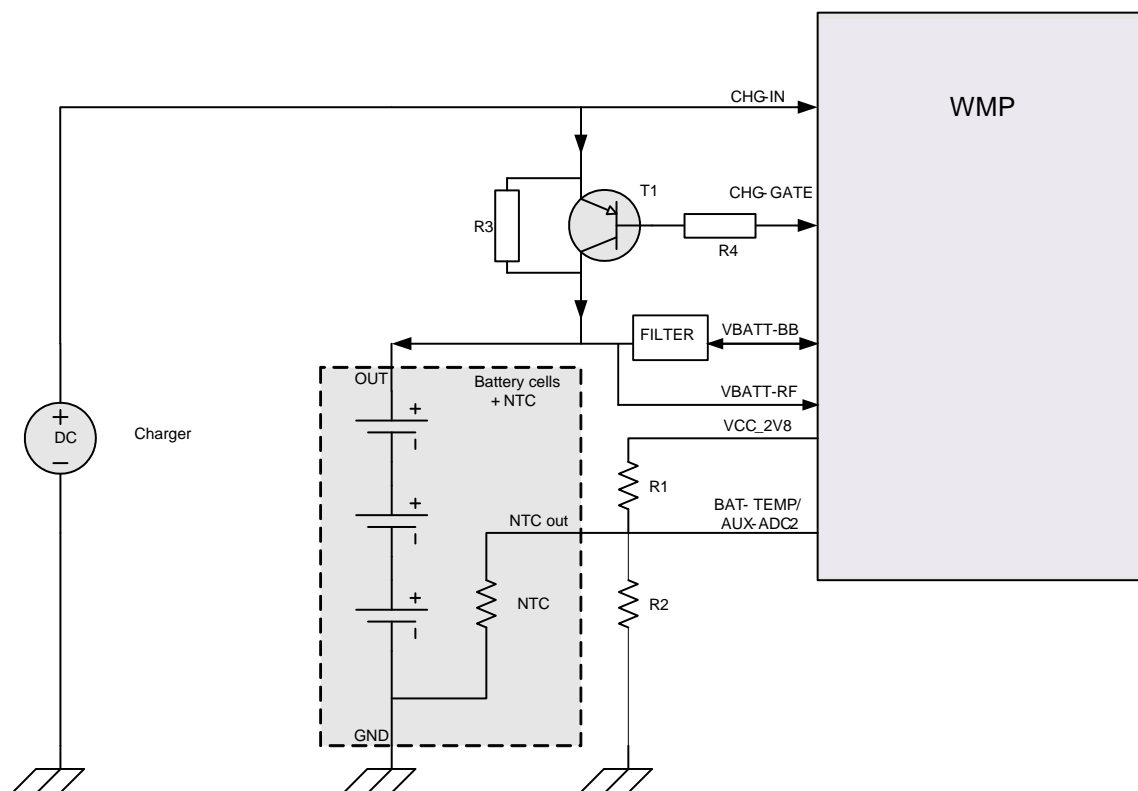 CHG-IN
WMP
T1
CHG- GATE
R3
R4
FILTER
VBATT-BB
OUT
Battery cells
+ NTC
VBATT-RF
+
DC
−
Charger
VCC_2V8
+
−
R1
BAT- TEMP/
AUX-ADC2
NTC out
+
−
NTC
R2
+
−
GND